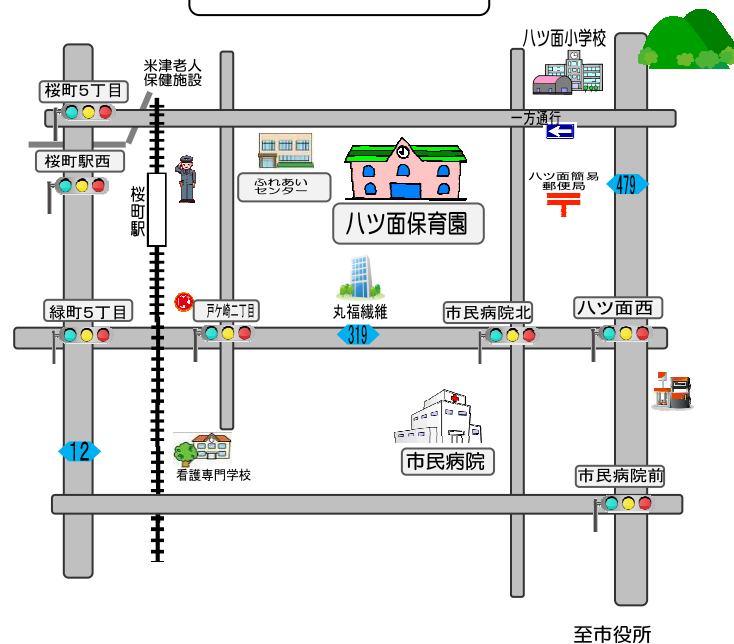 八ツ面小学校
米津老人
保健施設
桜町５丁目
一方通行
桜町駅西
ふれあい
センター
八ツ面簡易
郵便局
479
桜町駅
八ツ面保育園
緑町５丁目
戸ケ崎二丁目
丸福繊維
市民病院北
八ツ面西
319
12
市民病院
看護専門学校
市民病院前
至市役所